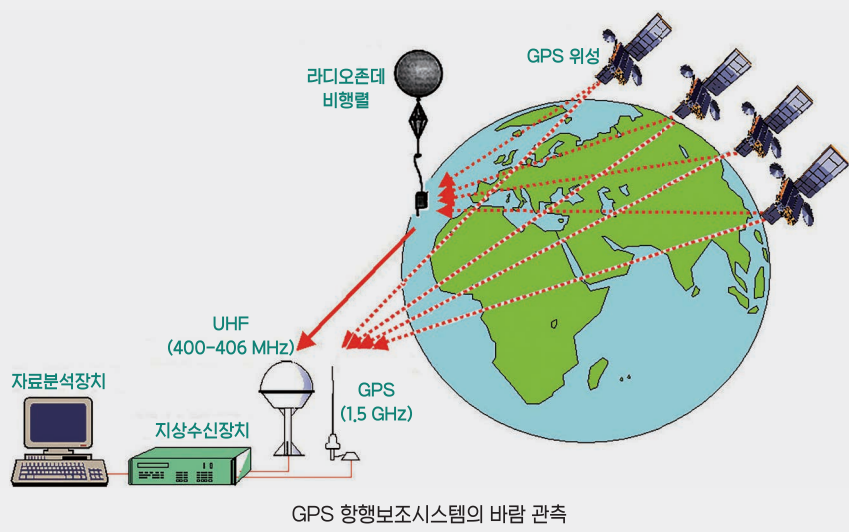 GPS 위성
라디오존데
비행렬
UHF
(400-406 MHz)
자료분석장치
GPS
(1.5 GHz)
지상수신장치
GPS 항행보조시스템의 바람 관측